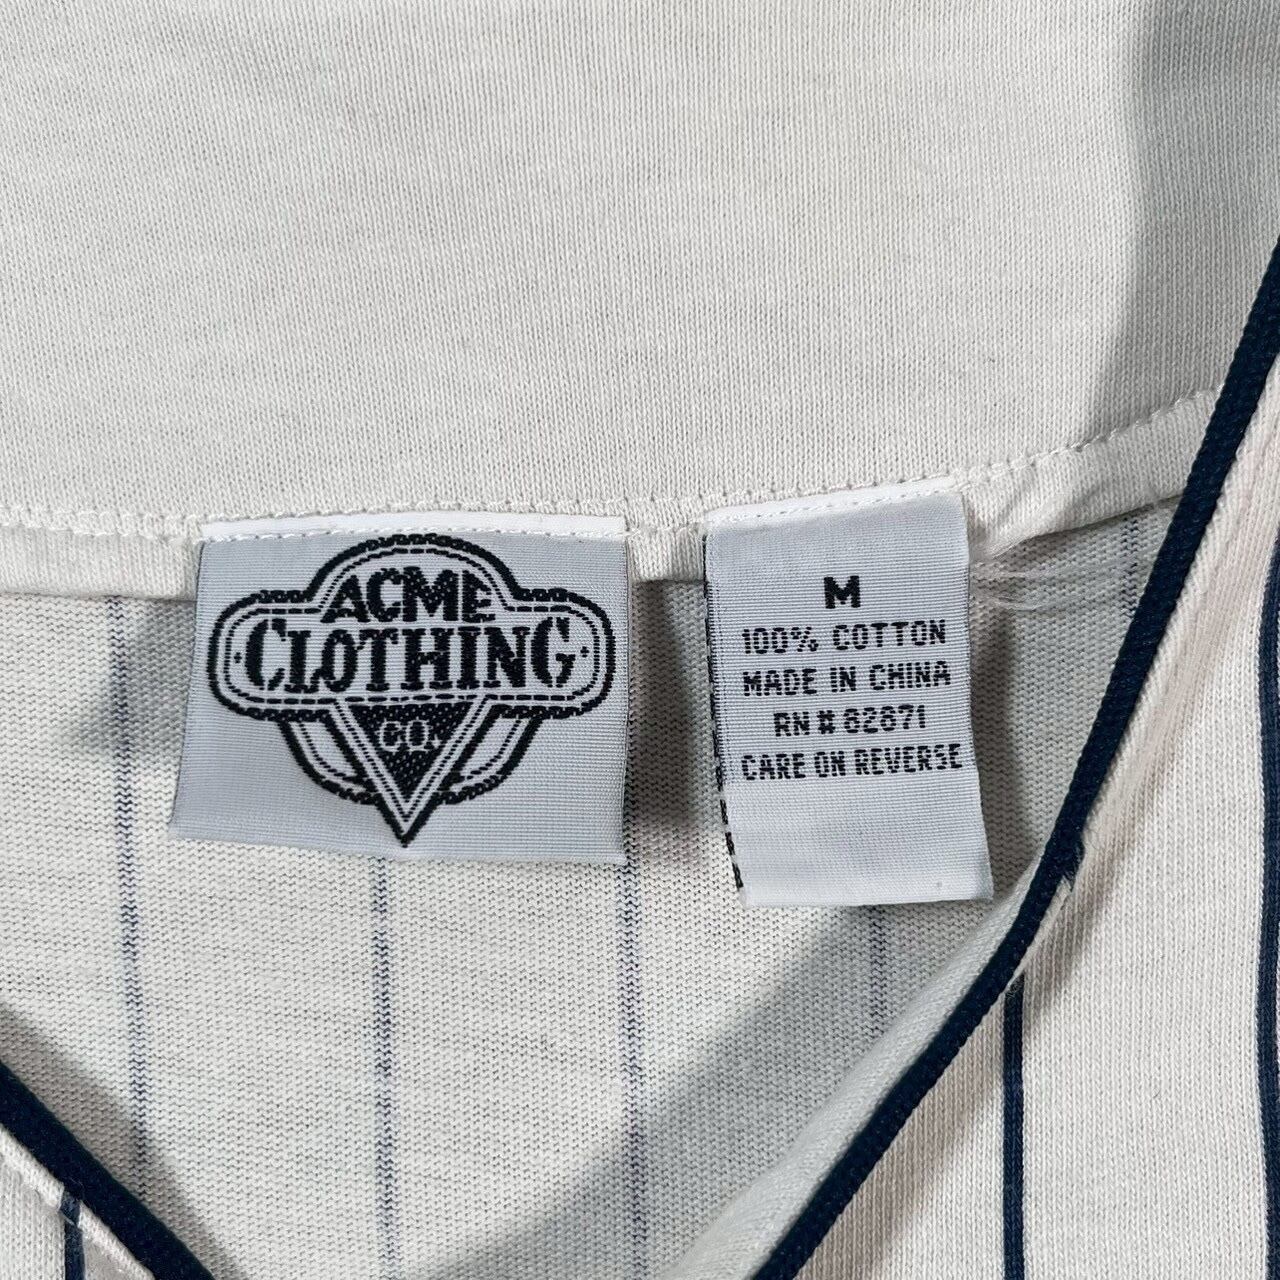 ACME
CLOTHING
CO.
M
100% COTTON
MADE IN CHINA
RN # 82871
CARE ON REVERSE